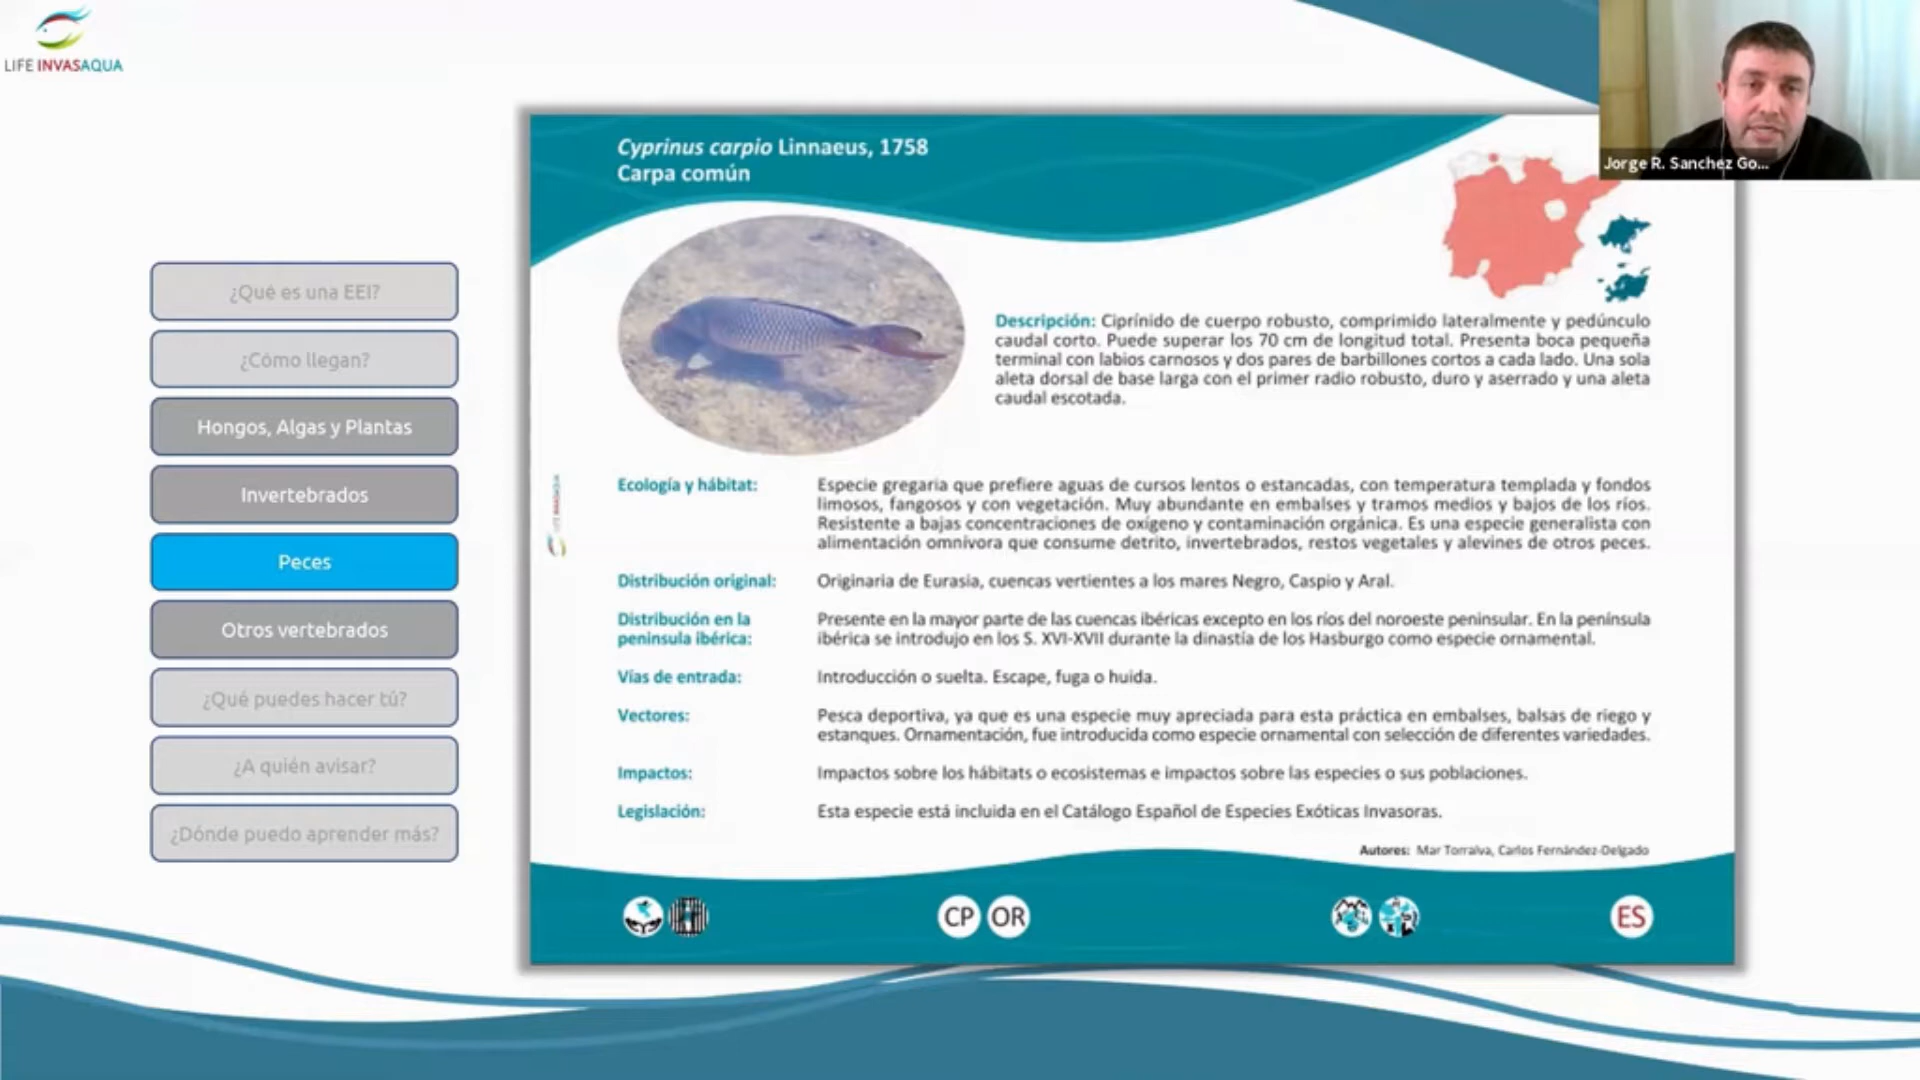 LIFE INVASAQUA
Jorge R. Sanchez Go...
Cyprinus carpio Linnaeus, 1758
Carpa común
¿Qué es una EEI?
¿Cómo llegan?
Hongos, Algas y Plantas
Invertebrados
Peces
Otros vertebrados
¿Qué puedes hacer tú?
¿A quién avisar?
¿Dónde puedo aprender más?
Descripción: Ciprínido de cuerpo robusto, comprimido lateralmente y pedúnculo
caudal corto. Puede superar los 70 cm de longitud total. Presenta boca pequeña
terminal con labios carnosos y dos pares de barbillones cortos a cada lado. Una sola
aleta dorsal de base larga con el primer radio robusto, duro y aserrado y una aleta
caudal escotada.
Ecología y hábitat: Especie gregaria que prefiere aguas de cursos lentos o estancadas, con temperatura templada y fondos
limosos, fangosos y con vegetación. Muy abundante en embalses y tramos medios y bajos de los ríos.
Resistente a bajas concentraciones de oxígeno y contaminación orgánica. Es una especie generalista con
alimentación omnívora que consume detrito, invertebrados, restos vegetales y alevines de otros peces.
Distribución original: Originaria de Eurasia, cuencas vertientes a los mares Negro, Caspio y Aral.
Distribución en la Presente en la mayor parte de las cuencas ibéricas excepto en los ríos del noroeste peninsular. En la península
península ibérica: ibérica se introdujo en los S. XVI-XVII durante la dinastía de los Hasburgo como especie ornamental.
Vías de entrada: Introducción o suelta. Escape, fuga o huida.
Vectores: Pesca deportiva, ya que es una especie muy apreciada para esta práctica en embalses, balsas de riego y
estanques. Ornamentación, fue introducida como especie ornamental con selección de diferentes variedades.
Impactos: Impactos sobre los hábitats o ecosistemas e impactos sobre las especies o sus poblaciones.
Legislación: Esta especie está incluida en el Catálogo Español de Especies Exóticas Invasoras.
Autores: Mar Torralva, Carlos Fernández-Delgado
CP OR
ES